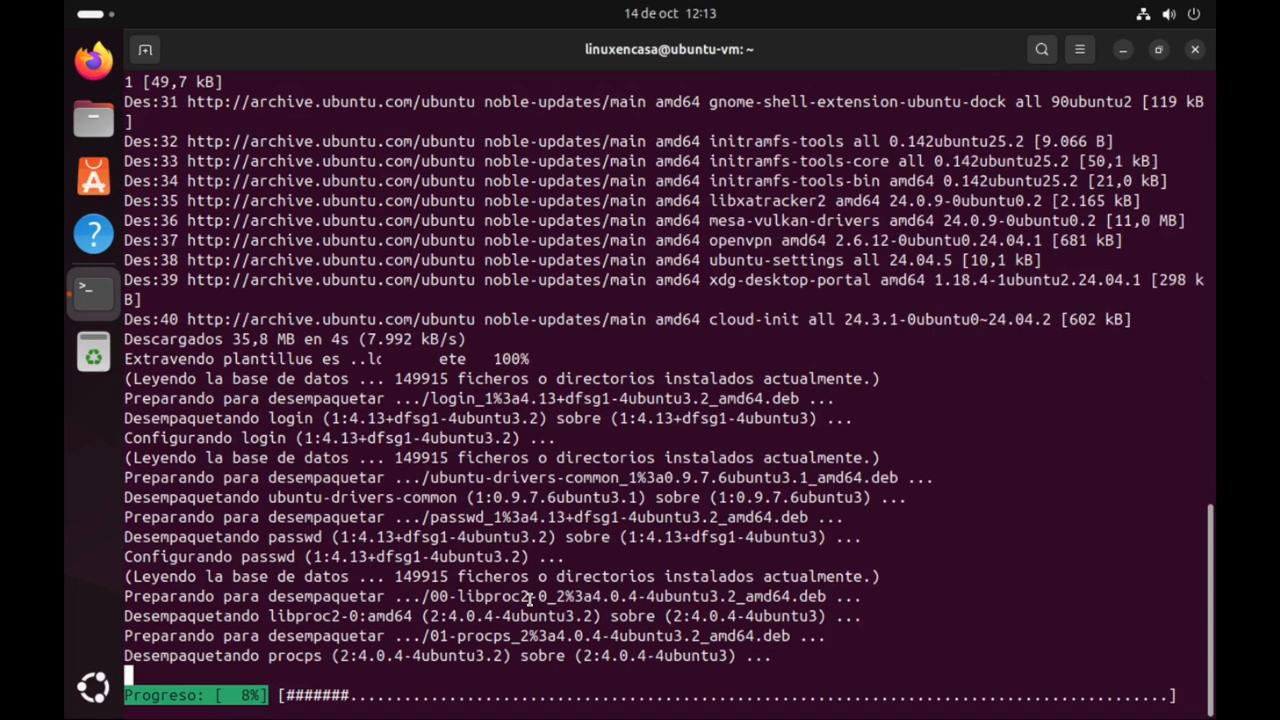 14 de oct 12:13
linuxencasa@ubuntu-vm: ~
1 [49,7 kB]
Des:31 http://archive.ubuntu.com/ubuntu noble-updates/main amd64 gnome-shell-extension-ubuntu-dock all 90ubuntu2 [119 kB
]
Des:32 http://archive.ubuntu.com/ubuntu noble-updates/main amd64 initramfs-tools all 0.142ubuntu25.2 [9.066 B]
Des:33 http://archive.ubuntu.com/ubuntu noble-updates/main amd64 initramfs-tools-core all 0.142ubuntu25.2 [50,1 kB]
Des:34 http://archive.ubuntu.com/ubuntu noble-updates/main amd64 initramfs-tools-bin amd64 0.142ubuntu25.2 [21,0 kB]
Des:35 http://archive.ubuntu.com/ubuntu noble-updates/main amd64 libxatracker2 amd64 24.0.9-0ubuntu0.2 [2.165 kB]
Des:36 http://archive.ubuntu.com/ubuntu noble-updates/main amd64 mesa-vulkan-drivers amd64 24.0.9-0ubuntu0.2 [11,0 MB]
Des:37 http://archive.ubuntu.com/ubuntu noble-updates/main amd64 openvpn amd64 2.6.12-0ubuntu0.24.04.1 [681 kB]
Des:38 http://archive.ubuntu.com/ubuntu noble-updates/main amd64 ubuntu-settings all 24.04.5 [10,1 kB]
Des:39 http://archive.ubuntu.com/ubuntu noble-updates/main amd64 xdg-desktop-portal amd64 1.18.4-1ubuntu2.24.04.1 [298 k
B]
Des:40 http://archive.ubuntu.com/ubuntu noble-updates/main amd64 cloud-init all 24.3.1-0ubuntu0~24.04.2 [602 kB]
Descargados 35,8 MB en 4s (7.992 kB/s)
100%
(Leyendo la base de datos ... 149915 ficheros o directorios instalados actualmente.)
Preparando para desempaquetar .../login_1%3a4.13+dfsg1-4ubuntu3.2_amd64.deb ...
Desempaquetando login (1:4.13+dfsg1-4ubuntu3.2) sobre (1:4.13+dfsg1-4ubuntu3) ...
Configurando login (1:4.13+dfsg1-4ubuntu3.2) ...
(Leyendo la base de datos ... 149915 ficheros o directorios instalados actualmente.)
Preparando para desempaquetar .../ubuntu-drivers-common_1%3a0.9.7.6ubuntu3.1_amd64.deb ...
Desempaquetando ubuntu-drivers-common (1:0.9.7.6ubuntu3.1) sobre (1:0.9.7.6ubuntu3) ...
Preparando para desempaquetar .../passwd_1%3a4.13+dfsg1-4ubuntu3.2_amd64.deb ...
Desempaquetando passwd (1:4.13+dfsg1-4ubuntu3.2) sobre (1:4.13+dfsg1-4ubuntu3) ...
Configurando passwd (1:4.13+dfsg1-4ubuntu3.2) ...
(Leyendo la base de datos ... 149915 ficheros o directorios instalados actualmente.)
Preparando para desempaquetar .../00-libproc2-0_2%3a4.0.4-4ubuntu3.2_amd64.deb ...
Desempaquetando libproc2-0:amd64 (2:4.0.4-4ubuntu3.2) sobre (2:4.0.4-4ubuntu3) ...
Preparando para desempaquetar .../01-procps_2%3a4.0.4-4ubuntu3.2_amd64.deb ...
Desempaquetando procps (2:4.0.4-4ubuntu3.2) sobre (2:4.0.4-4ubuntu3) ...
Progreso: [  8%] [#######...........................................................................................]